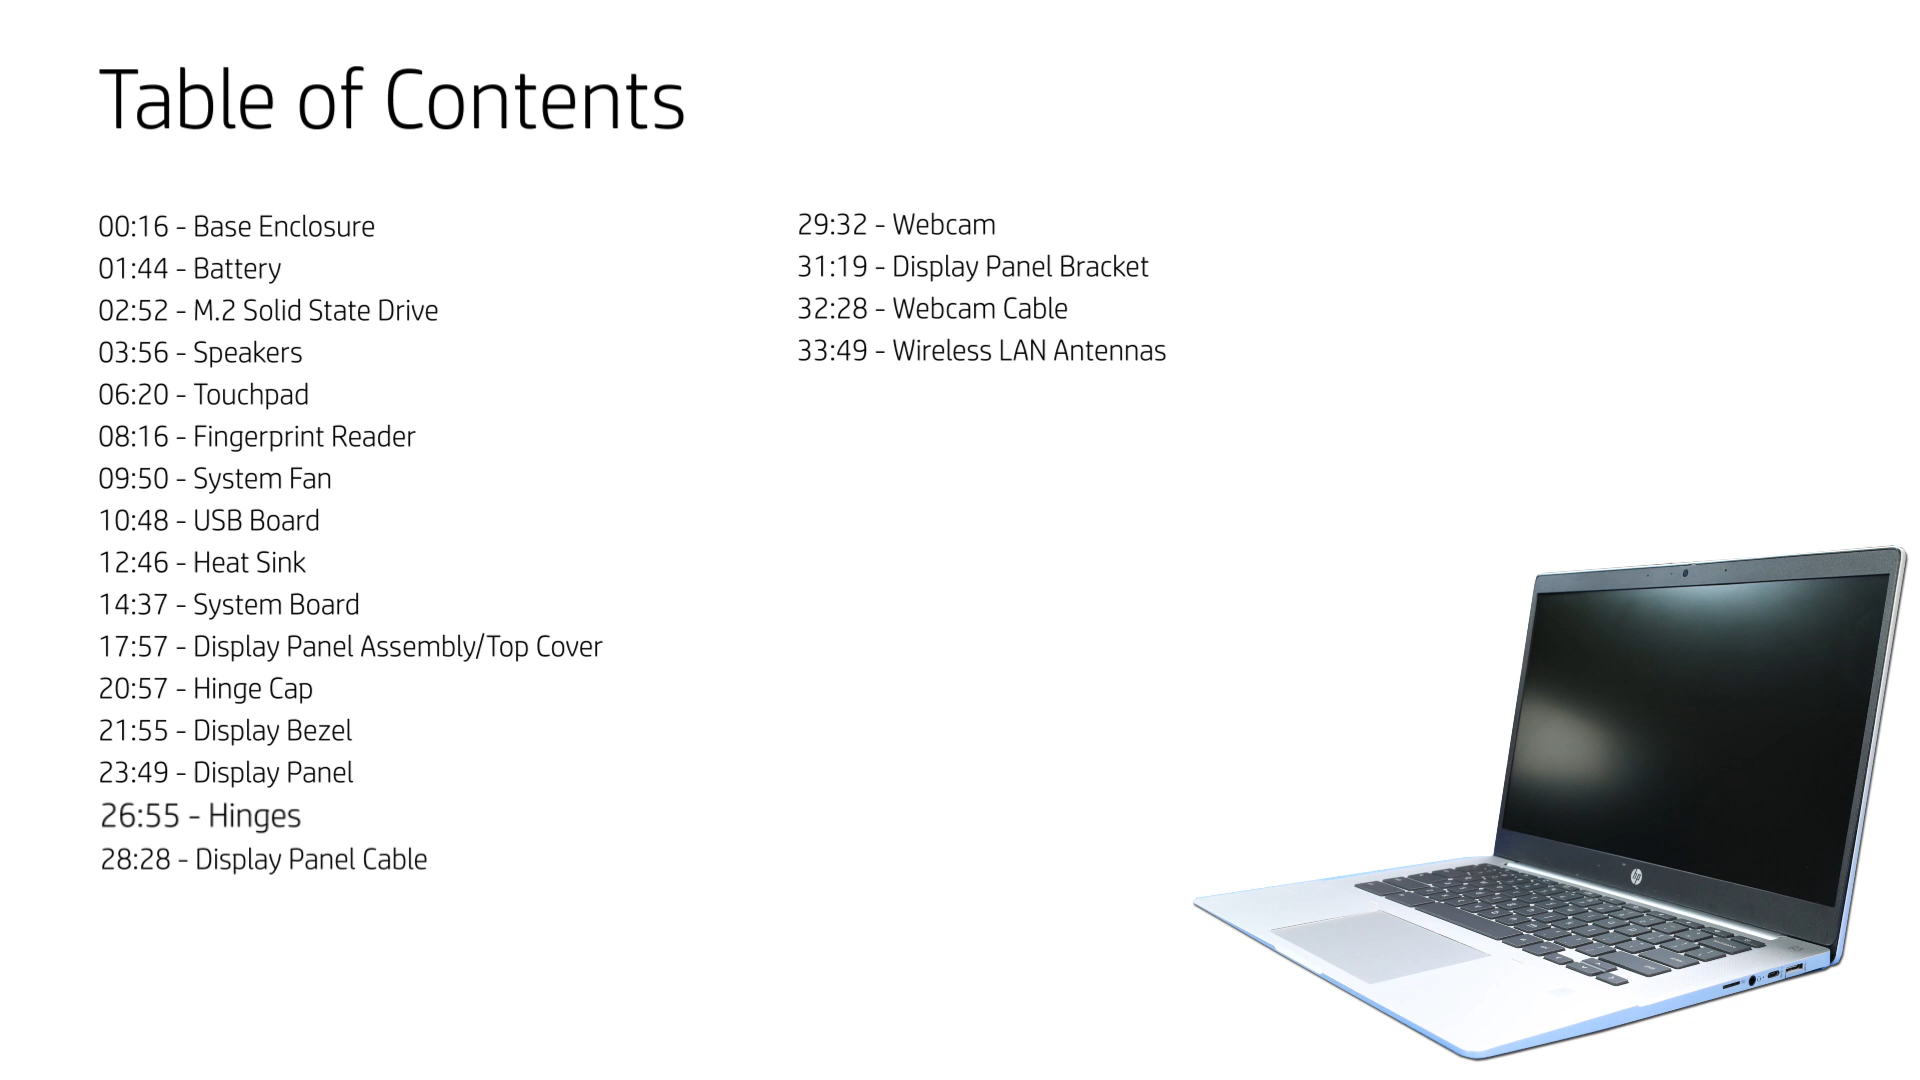 Table of Contents
00:16 - Base Enclosure
01:44 - Battery
02:52 - M.2 Solid State Drive
03:56 - Speakers
06:20 - Touchpad
08:16 - Fingerprint Reader
09:50 - System Fan
10:48 - USB Board
12:46 - Heat Sink
14:37 - System Board
17:57 - Display Panel Assembly/Top Cover
20:57 - Hinge Cap
21:55 - Display Bezel
23:49 - Display Panel
26:55 - Hinges
28:28 - Display Panel Cable
29:32 - Webcam
31:19 - Display Panel Bracket
32:28 - Webcam Cable
33:49 - Wireless LAN Antennas
hp